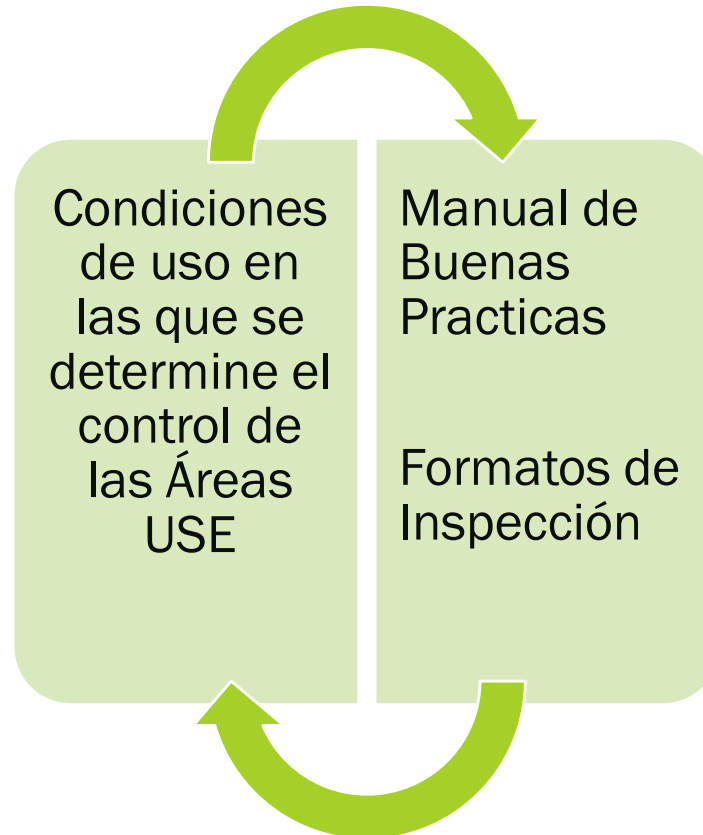 Condiciones
de uso en
las que se
determine el
control de
las Áreas
USE
Manual de
Buenas
Practicas
Formatos de
Inspección